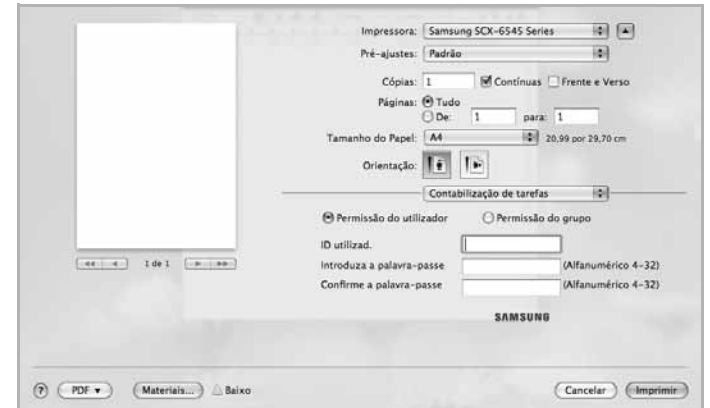 Impressora: Samsung SCX-6545 Series
Pré-ajustes: Padrão
Cópias: 1 Contínuas Frente e Verso
Páginas: Tudo
De: 1 para: 1
Tamanho do Papel: A4 20,99 por 29,70 cm
Orientação:
Contabilização de tarefas
Permissão do utilizador Permissão do grupo
ID utilizad.
1 de 1
Introduza a palavra-passe (Alfanumérico 4-32)
Confirme a palavra-passe (Alfanumérico 4-32)
SAMSUNG
? PDF Materiais... Baixo Cancelar Imprimir